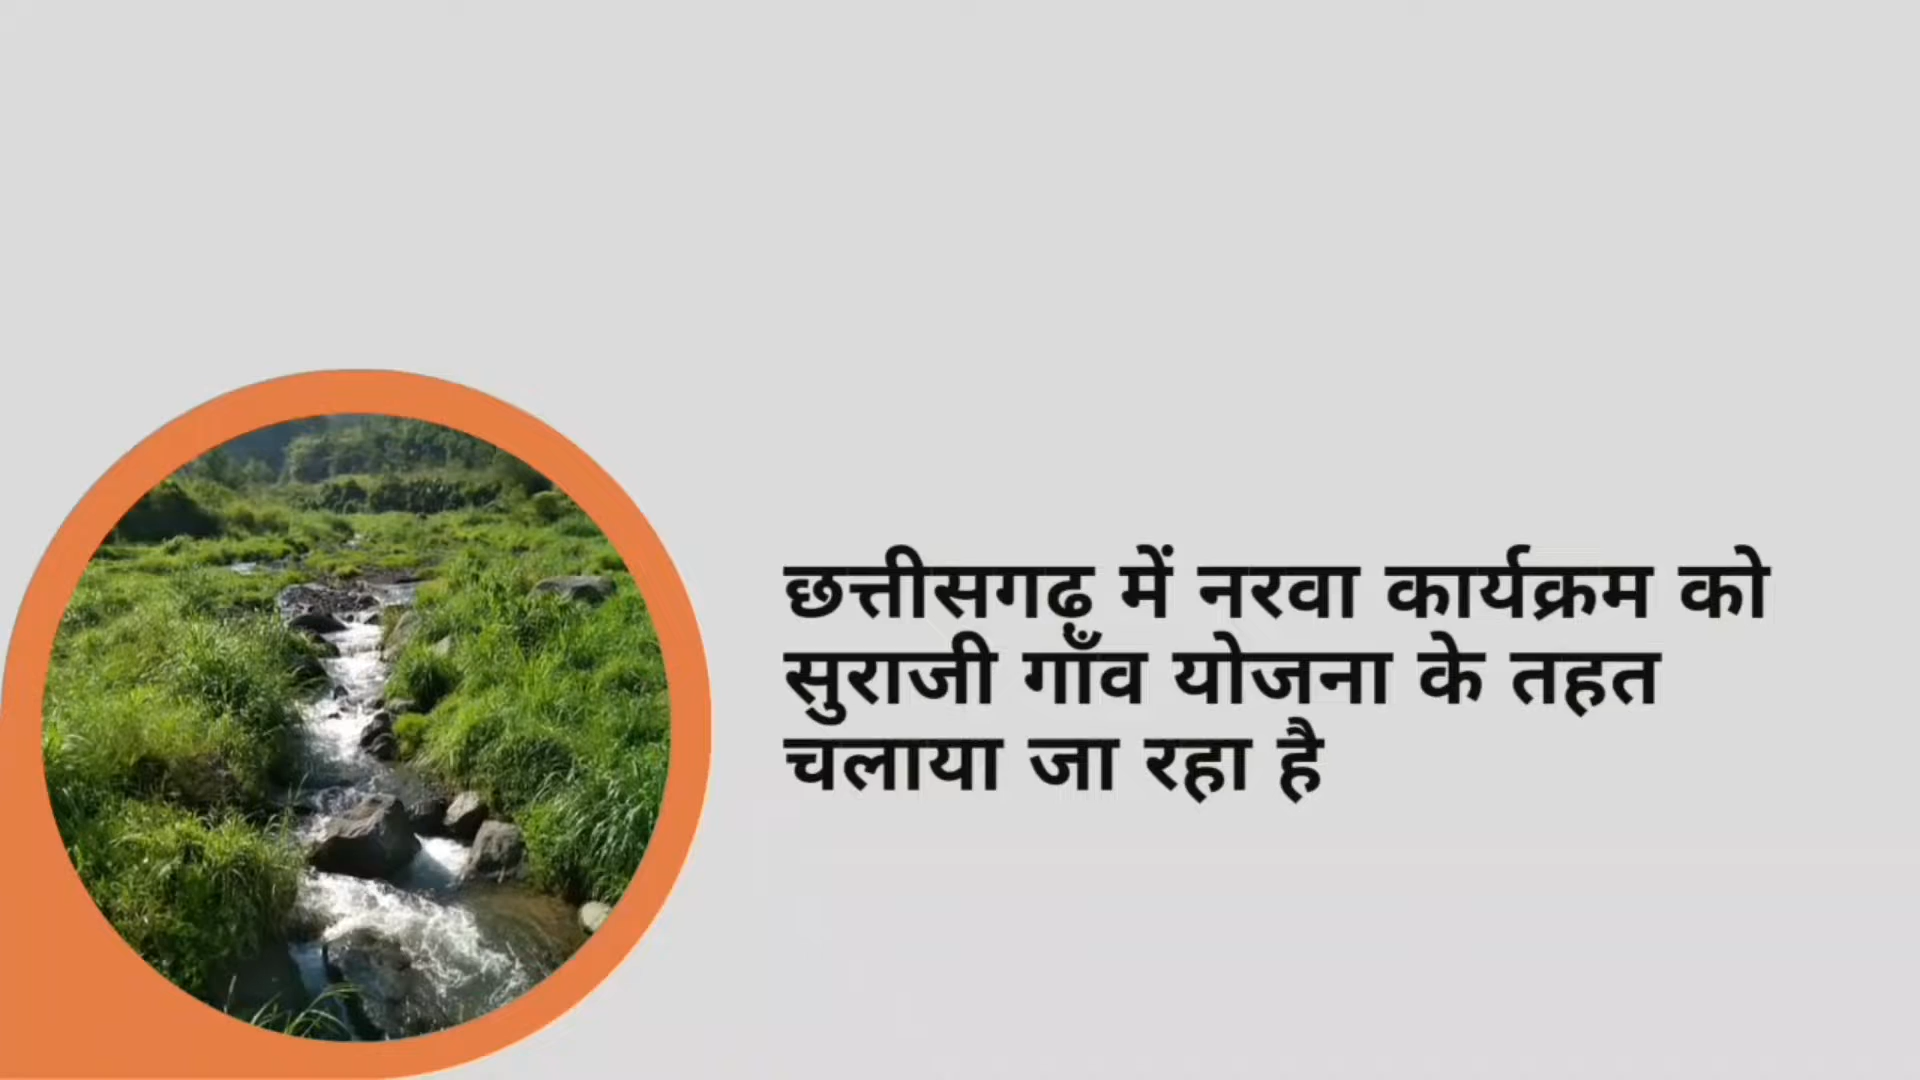 छत्तीसगढ़ में नरवा कार्यक्रम को
सुराजी गाँव योजना के तहत
चलाया जा रहा है